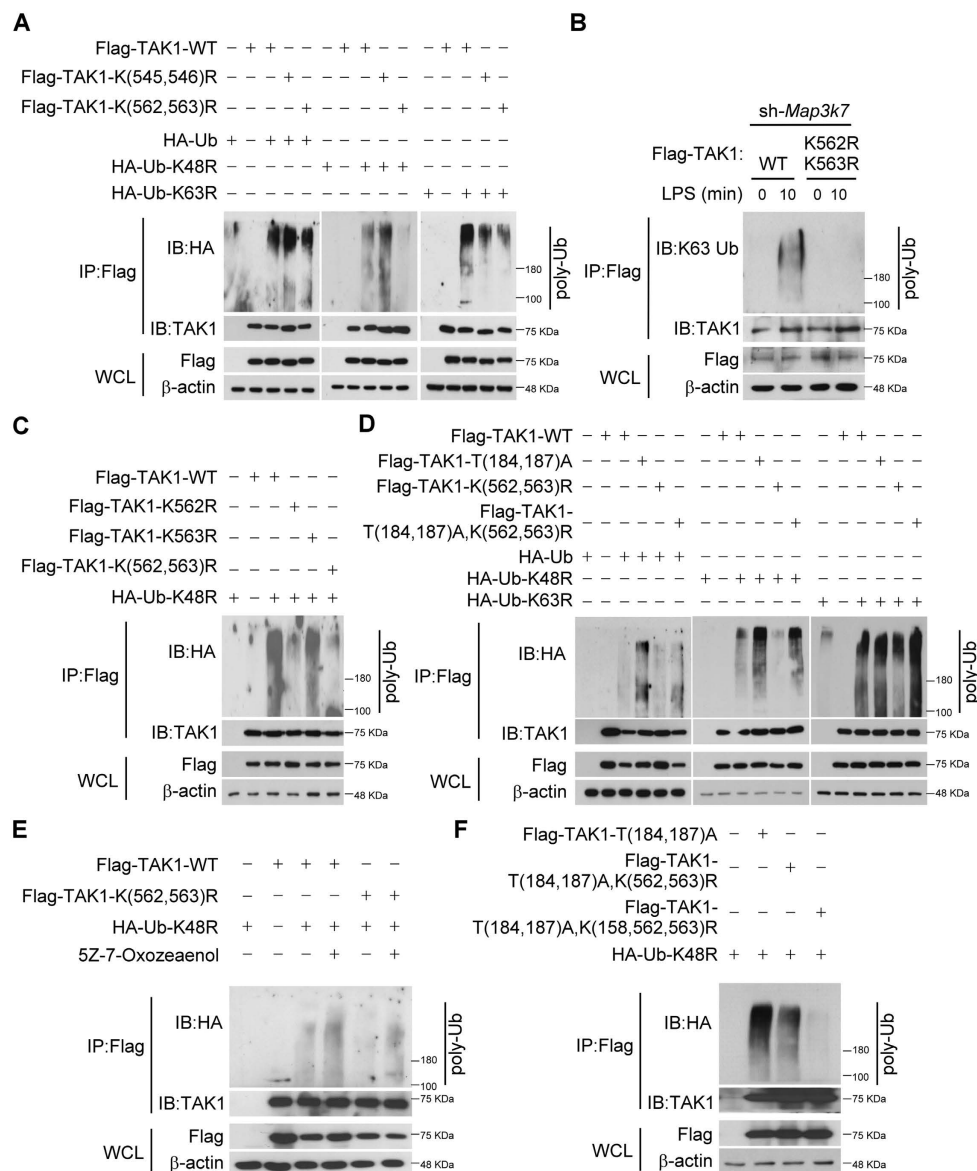 A
Flag-TAK1-WT – + + – – – + + – – – + + – –
Flag-TAK1-K(545,546)R – – – + – – – – + – – – – + –
Flag-TAK1-K(562,563)R – – – – + – – – – + – – – – +
HA-Ub + – + + + – – – – – – – – – –
HA-Ub-K48R – – – – – + – + + + – – – – –
HA-Ub-K63R – – – – – – – – – – + – + + +
IP:Flag
IB:HA
poly-Ub
180
100
IB:TAK1
75 KDa
WCL
Flag
75 KDa
β-actin
48 KDa
B
sh-Map3k7
Flag-TAK1: WT K562R
K563R
LPS (min) 0 10 0 10
IP:Flag
IB:K63 Ub
poly-Ub
180
100
IB:TAK1
75 KDa
WCL
Flag
75 KDa
β-actin
48 KDa
C
Flag-TAK1-WT – + + – – –
Flag-TAK1-K562R – – – + – –
Flag-TAK1-K563R – – – – + –
Flag-TAK1-K(562,563)R – – – – – +
HA-Ub-K48R + – + + + +
IP:Flag
IB:HA
poly-Ub
180
100
IB:TAK1
75 KDa
WCL
Flag
75 KDa
β-actin
48 KDa
D
Flag-TAK1-WT – + + – – – – + + – – – – + + – – –
Flag-TAK1-T(184,187)A – – – + – – – – – + – – – – – + – –
Flag-TAK1-K(562,563)R – – – – + – – – – – + – – – – – + –
Flag-TAK1-
T(184,187)A,K(562,563)R – – – – – + – – – – – + – – – – – +
HA-Ub + – + + + + – – – – – – – – – – – –
HA-Ub-K48R – – – – – – + – + + + + – – – – – –
HA-Ub-K63R – – – – – – – – – – – – + – + + + +
IP:Flag
IB:HA
poly-Ub
180
100
IB:TAK1
75 KDa
WCL
Flag
75 KDa
β-actin
48 KDa
E
Flag-TAK1-WT – + + + – –
Flag-TAK1-K(562,563)R – – – – + +
HA-Ub-K48R + – + + + +
5Z-7-Oxozeaenol – – – + – +
IP:Flag
IB:HA
poly-Ub
180
100
IB:TAK1
75 KDa
WCL
Flag
75 KDa
β-actin
48 KDa
F
Flag-TAK1-T(184,187)A – + – –
Flag-TAK1-
T(184,187)A,K(562,563)R – – + –
Flag-TAK1-
T(184,187)A,K(158,562,563)R – – – +
HA-Ub-K48R + + + +
IP:Flag
IB:HA
poly-Ub
180
100
IB:TAK1
75 KDa
WCL
Flag
75 KDa
β-actin
48 KDa